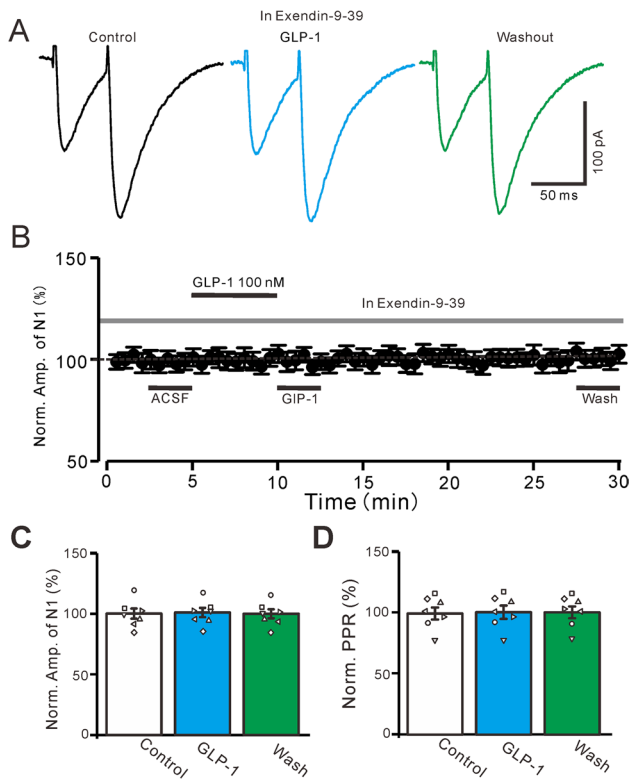 In Exendin-9-39
A
Control
GLP-1
Washout
100 pA
50 ms
B
150
GLP-1 100 nM
In Exendin-9-39
Norm. Amp. of N1 (%)
100
ACSF
GIP-1
Wash
50
0
5
10
15
20
25
30
Time (min)
C
Norm. Amp. of N1 (%)
150
100
50
0
Control
GLP-1
Wash
D
Norm. PPR (%)
150
100
50
0
Control
GLP-1
Wash